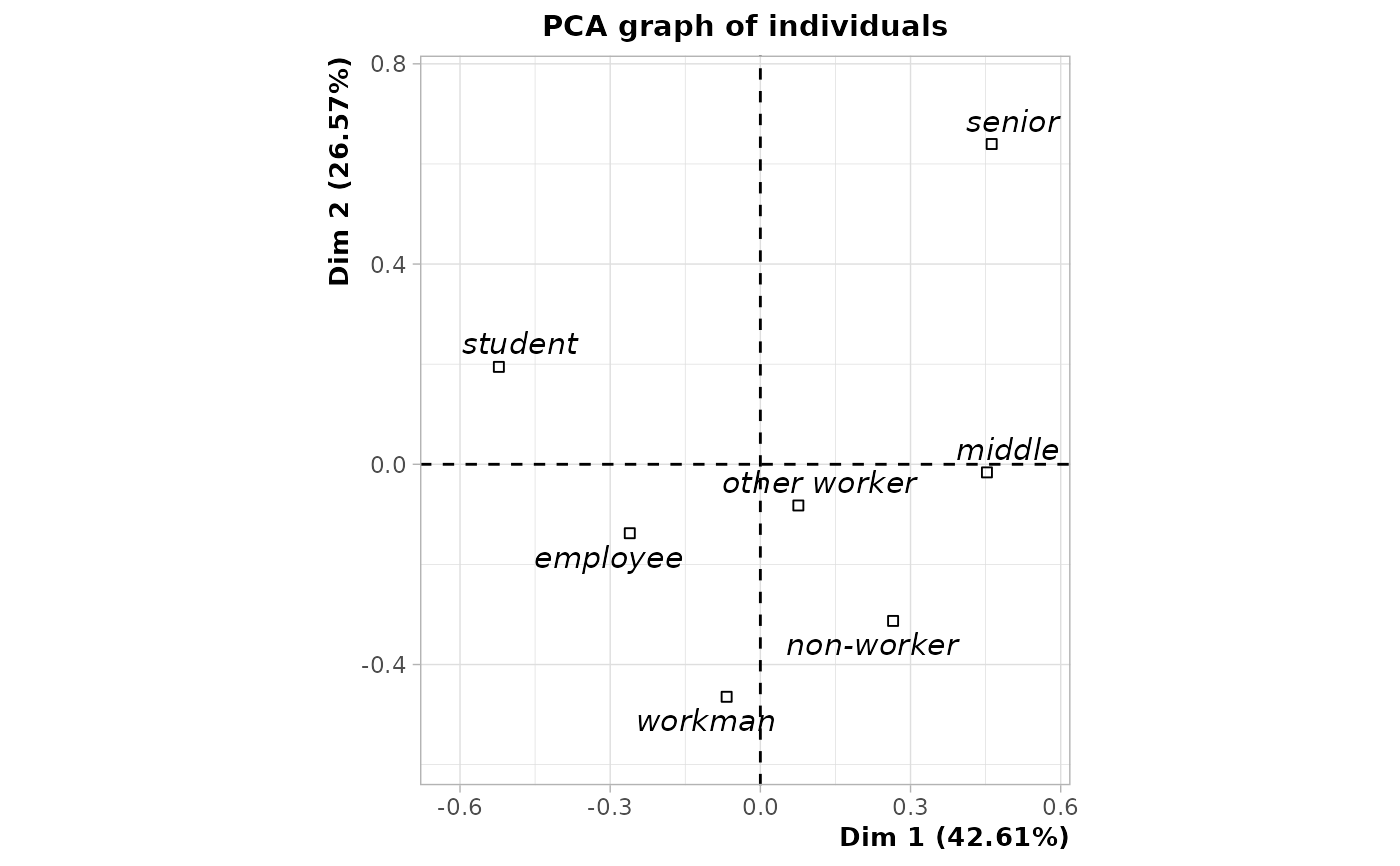 PCA graph of individuals
Dim 2 (26.57%)
0.8
0.4
0.0
-0.4
senior
student
middle
other worker
employee
non-worker
workman
-0.6
-0.3
0.0
0.3
0.6
Dim 1 (42.61%)